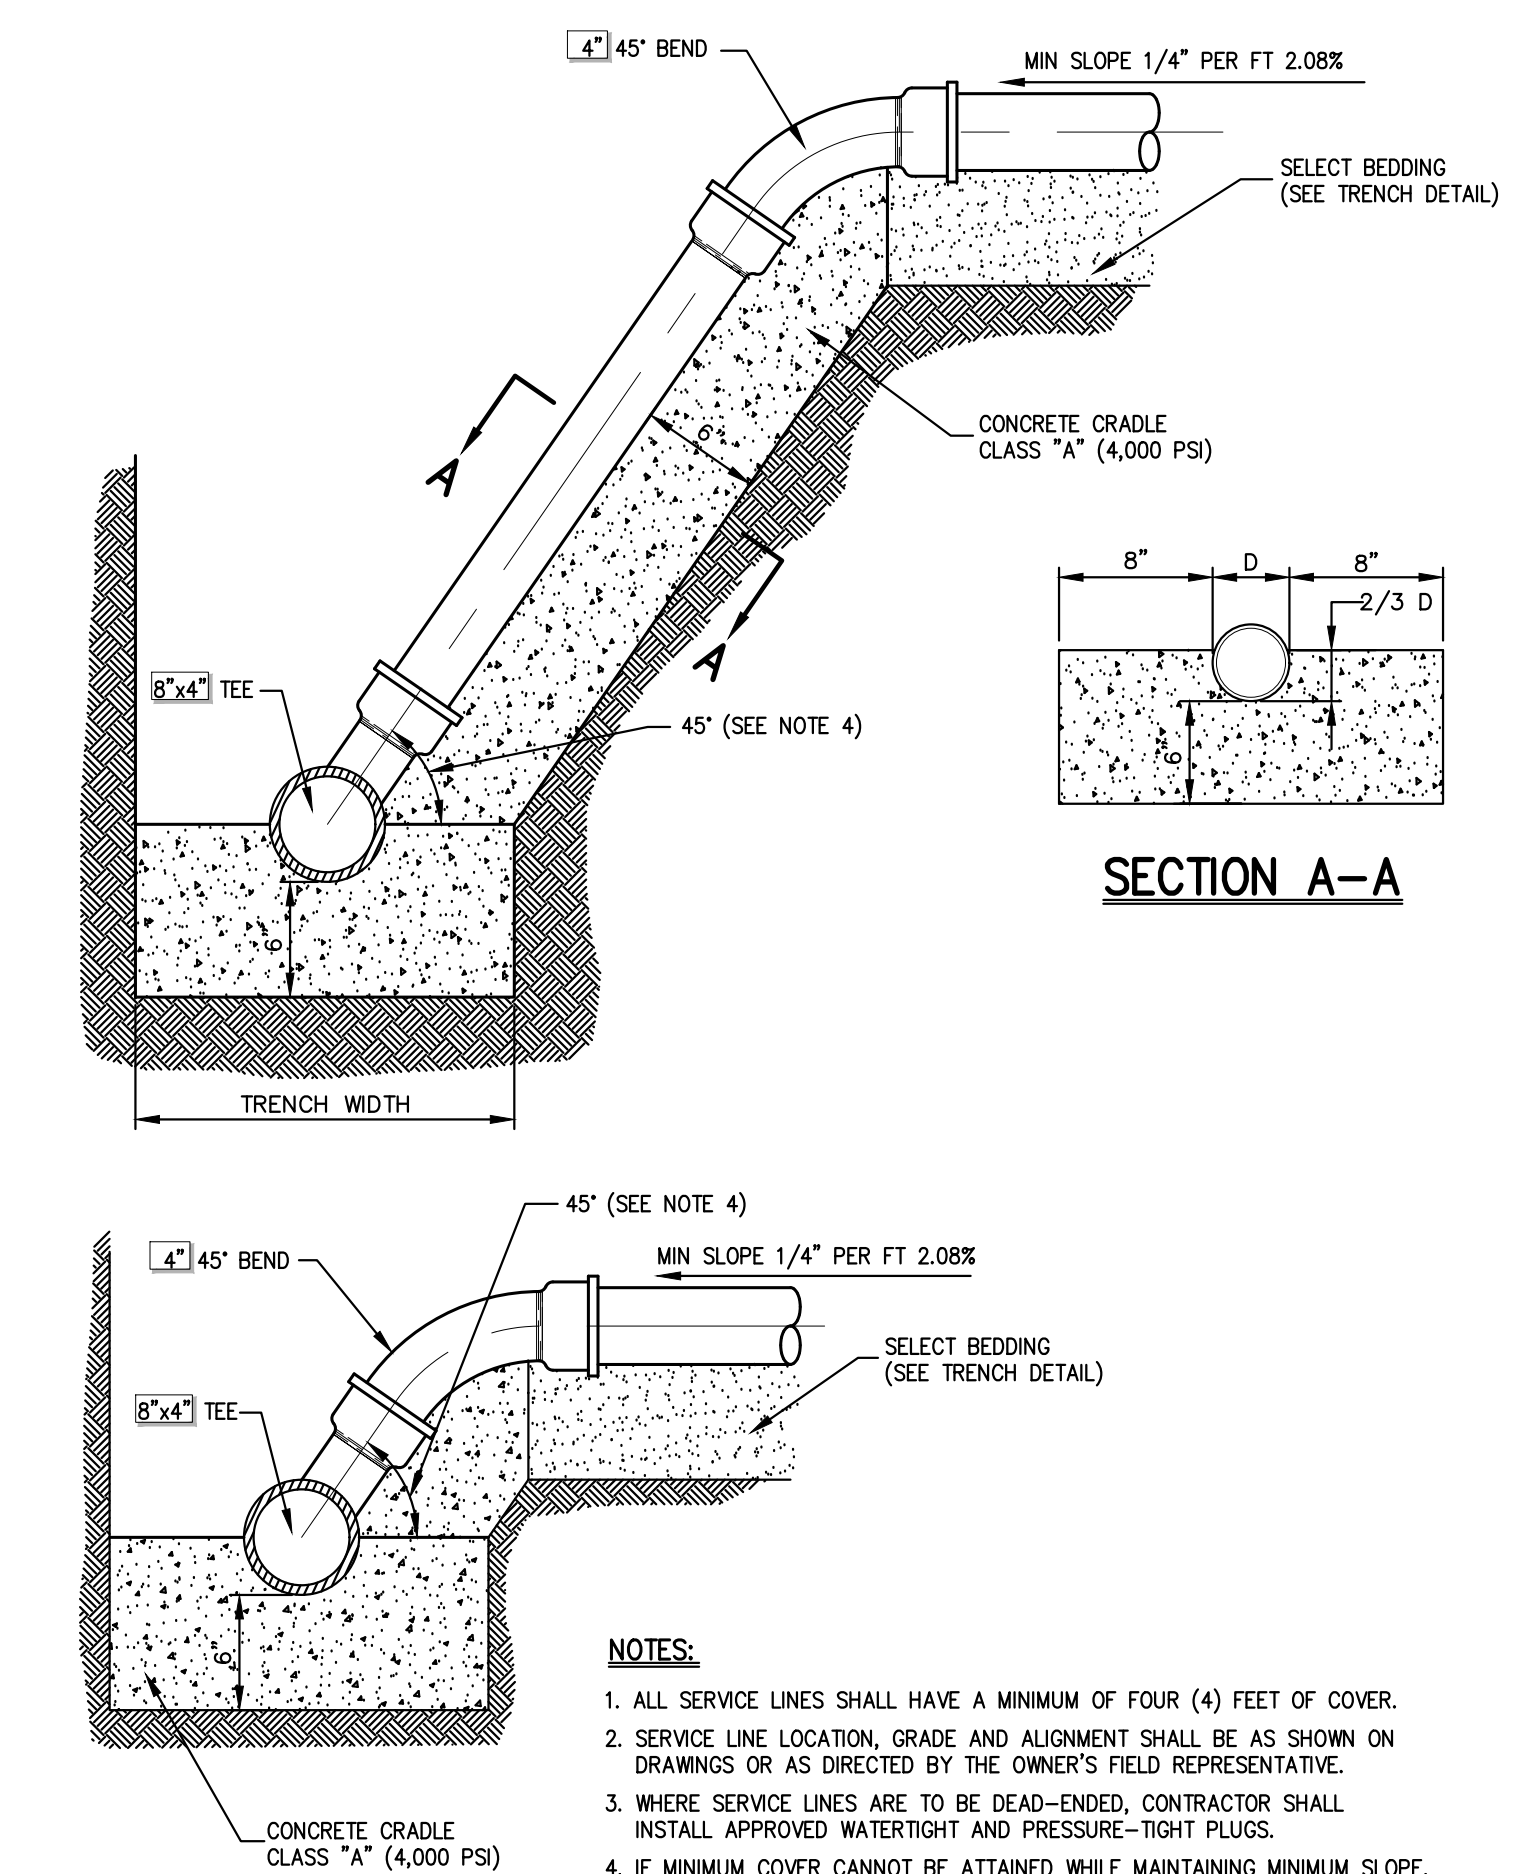 4" 45° BEND
MIN SLOPE 1/4" PER FT 2.08%
SELECT BEDDING
(SEE TRENCH DETAIL)
CONCRETE CRADLE
CLASS "A" (4,000 PSI)
6"
A
A
8"x4" TEE
45° (SEE NOTE 4)
6"
TRENCH WIDTH
8"
D
8"
2/3 D
6"
SECTION A-A
45° (SEE NOTE 4)
4" 45° BEND
MIN SLOPE 1/4" PER FT 2.08%
SELECT BEDDING
(SEE TRENCH DETAIL)
8"x4" TEE
6"
CONCRETE CRADLE
CLASS "A" (4,000 PSI)
NOTES:
1. ALL SERVICE LINES SHALL HAVE A MINIMUM OF FOUR (4) FEET OF COVER.
2. SERVICE LINE LOCATION, GRADE AND ALIGNMENT SHALL BE AS SHOWN ON
DRAWINGS OR AS DIRECTED BY THE OWNER'S FIELD REPRESENTATIVE.
3. WHERE SERVICE LINES ARE TO BE DEAD-ENDED, CONTRACTOR SHALL
INSTALL APPROVED WATERTIGHT AND PRESSURE-TIGHT PLUGS.
4. IF MINIMUM COVER CANNOT BE ATTAINED WHILE MAINTAINING MINIMUM SLOPE,